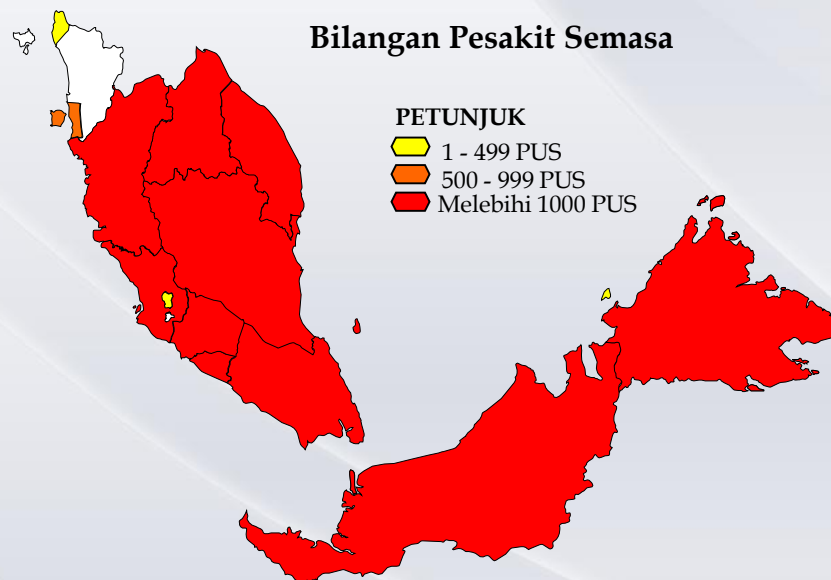 Bilangan Pesakit Semasa
PETUNJUK
1 - 499 PUS
500 - 999 PUS
Melebihi 1000 PUS